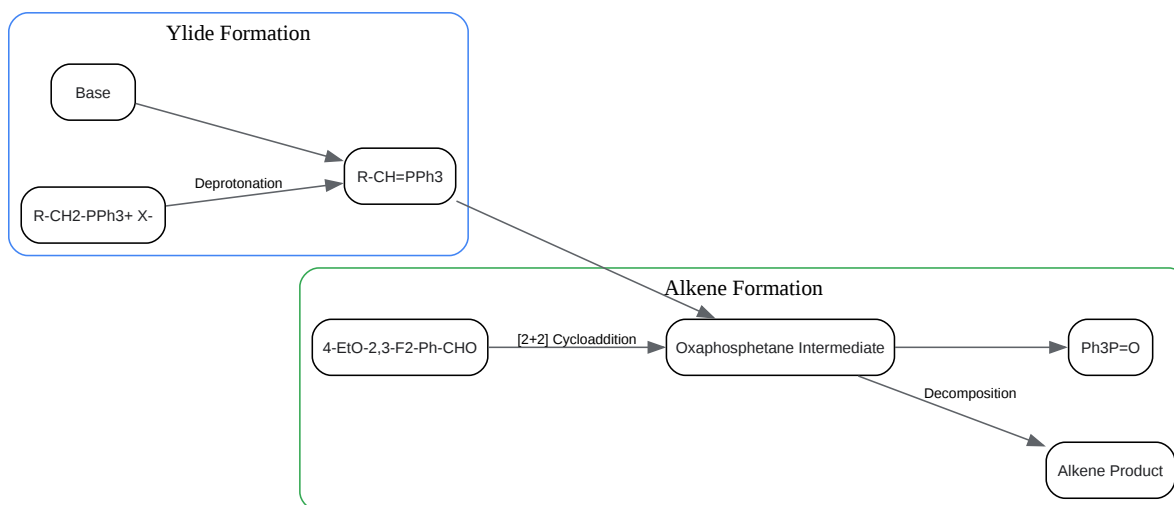 Ylide Formation
Base
R-CH=PPh3
Deprotonation
R-CH2-PPh3+ X-
Alkene Formation
4-EtO-2,3-F2-Ph-CHO
[2+2] Cycloaddition
Oxaphosphetane Intermediate
Ph3P=O
Decomposition
Alkene Product